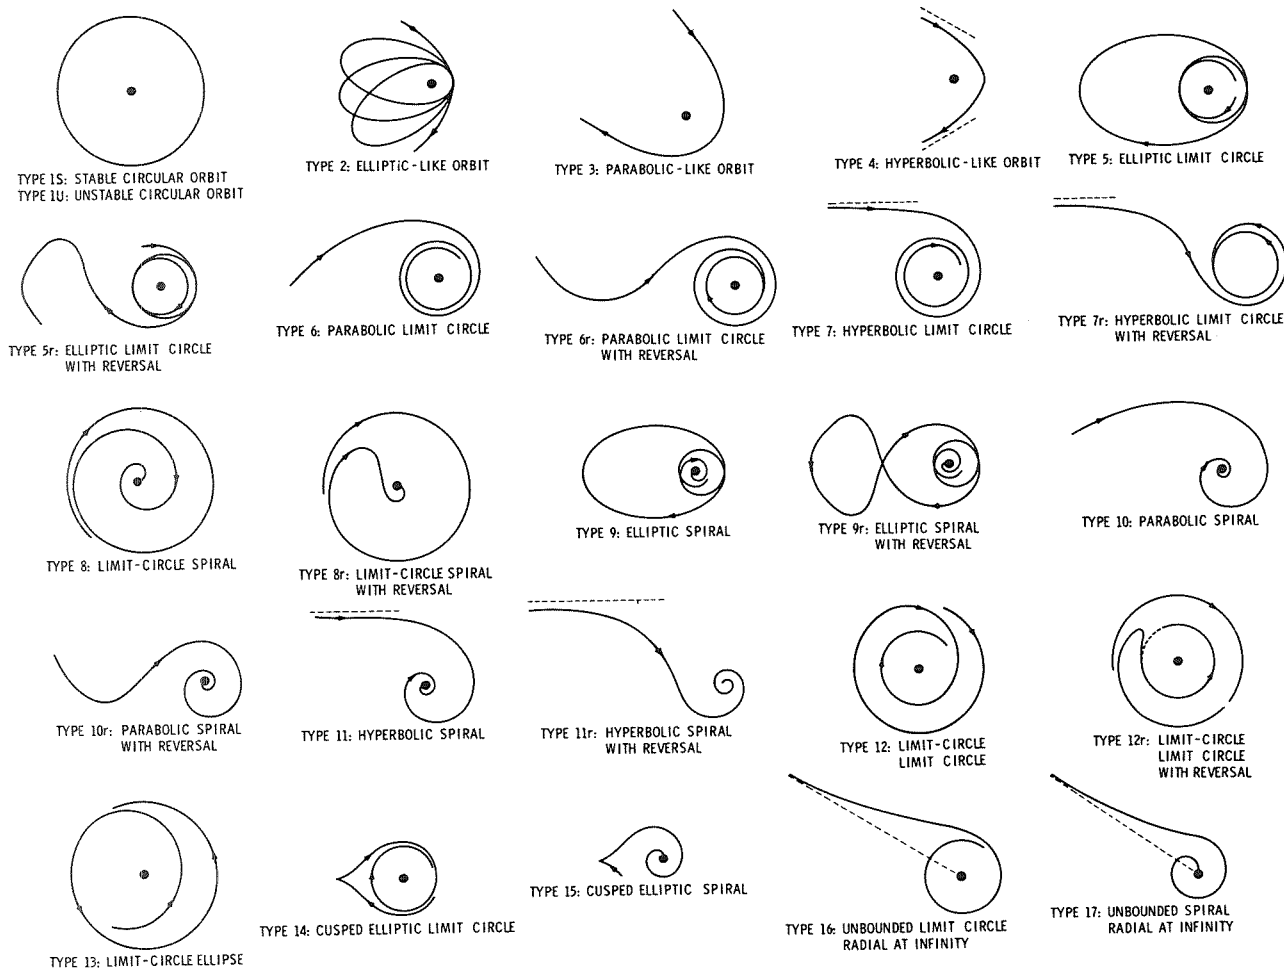 TYPE 1S: STABLE CIRCULAR ORBIT
TYPE 1U: UNSTABLE CIRCULAR ORBIT
TYPE 2: ELLIPTIC-LIKE ORBIT
TYPE 3: PARABOLIC-LIKE ORBIT
TYPE 4: HYPERBOLIC-LIKE ORBIT
TYPE 5: ELLIPTIC LIMIT CIRCLE
TYPE 5r: ELLIPTIC LIMIT CIRCLE
WITH REVERSAL
TYPE 6: PARABOLIC LIMIT CIRCLE
TYPE 6r: PARABOLIC LIMIT CIRCLE
WITH REVERSAL
TYPE 7: HYPERBOLIC LIMIT CIRCLE
TYPE 7r: HYPERBOLIC LIMIT CIRCLE
WITH REVERSAL
TYPE 8: LIMIT-CIRCLE SPIRAL
TYPE 8r: LIMIT-CIRCLE SPIRAL
WITH REVERSAL
TYPE 9: ELLIPTIC SPIRAL
TYPE 9r: ELLIPTIC SPIRAL
WITH REVERSAL
TYPE 10: PARABOLIC SPIRAL
TYPE 10r: PARABOLIC SPIRAL
WITH REVERSAL
TYPE 11: HYPERBOLIC SPIRAL
TYPE 11r: HYPERBOLIC SPIRAL
WITH REVERSAL
TYPE 12: LIMIT-CIRCLE
LIMIT CIRCLE
TYPE 12r: LIMIT-CIRCLE
LIMIT CIRCLE
WITH REVERSAL
TYPE 13: LIMIT-CIRCLE ELLIPSE
TYPE 14: CUSPED ELLIPTIC LIMIT CIRCLE
TYPE 15: CUSPED ELLIPTIC SPIRAL
TYPE 16: UNBOUNDED LIMIT CIRCLE
RADIAL AT INFINITY
TYPE 17: UNBOUNDED SPIRAL
RADIAL AT INFINITY